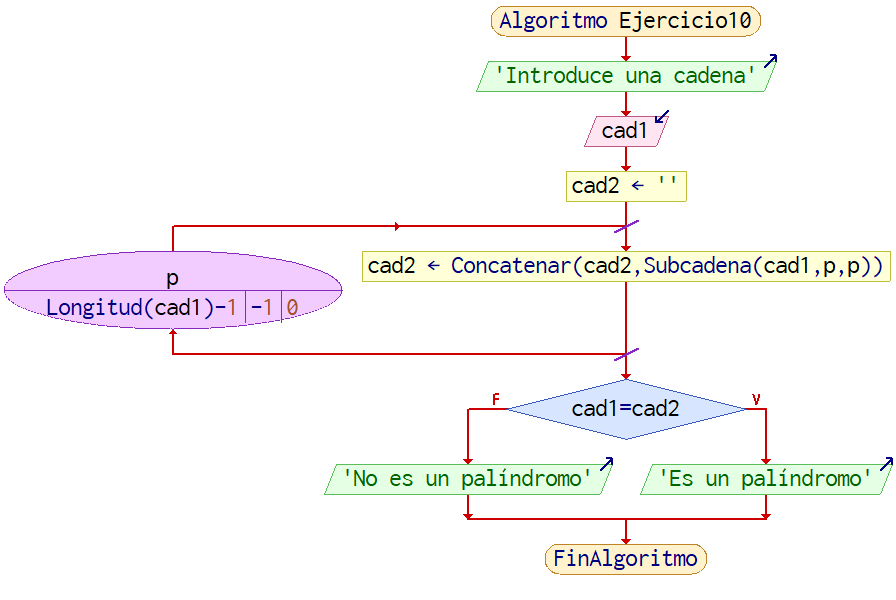 Algoritmo Ejercicio10
'Introduce una cadena'
cad1
cad2 ← ''
cad2 ← Concatenar(cad2,Subcadena(cad1,p,p))
p
Longitud(cad1)-1 -1 0
cad1=cad2
F
V
'No es un palíndromo'
'Es un palíndromo'
FinAlgoritmo